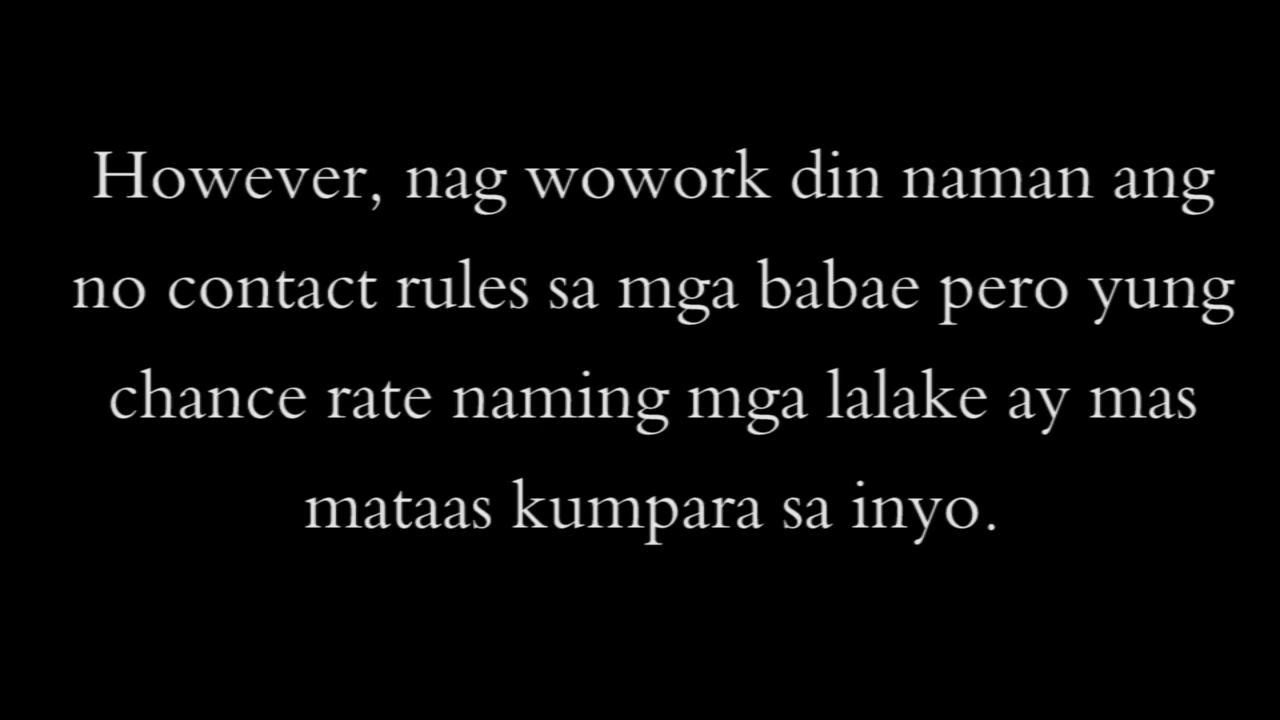 However, nag wowork din naman ang
no contact rules sa mga babae pero yung
chance rate naming mga lalake ay mas
mataas kumpara sa inyo.